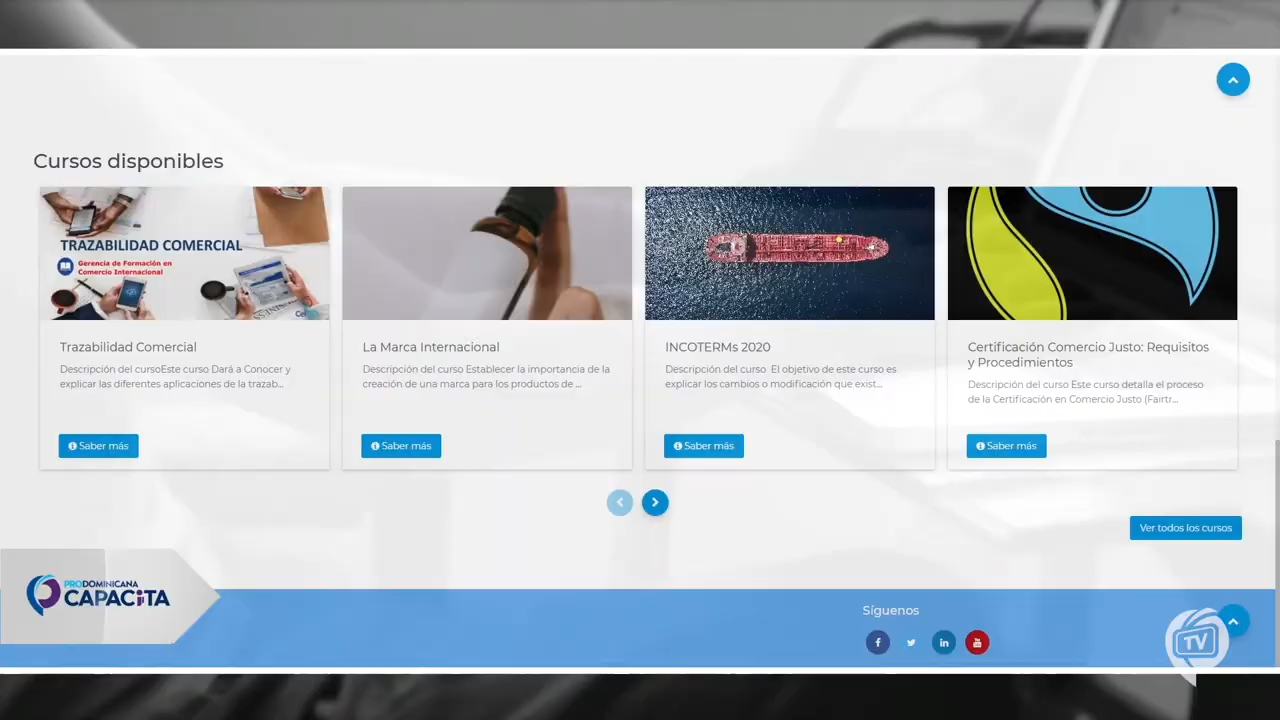 Cursos disponibles
TRAZABILIDAD COMERCIAL
Gerencia de Formación en
Comercio Internacional
Trazabilidad Comercial
Descripción del cursoEste curso Dará a Conocer y
explicar las diferentes aplicaciones de la trazab...
Saber más
La Marca Internacional
Descripción del curso Establecer la importancia de la
creación de una marca para los productos de ...
Saber más
INCOTERMs 2020
Descripción del curso El objetivo de este curso es
explicar los cambios o modificación que exist...
Saber más
Certificación Comercio Justo: Requisitos
y Procedimientos
Descripción del curso Este curso detalla el proceso
de la Certificación en Comercio Justo (Fairtr...
Saber más
Ver todos los cursos
PRODOMINICANA
CAPACiTA
Síguenos
TV